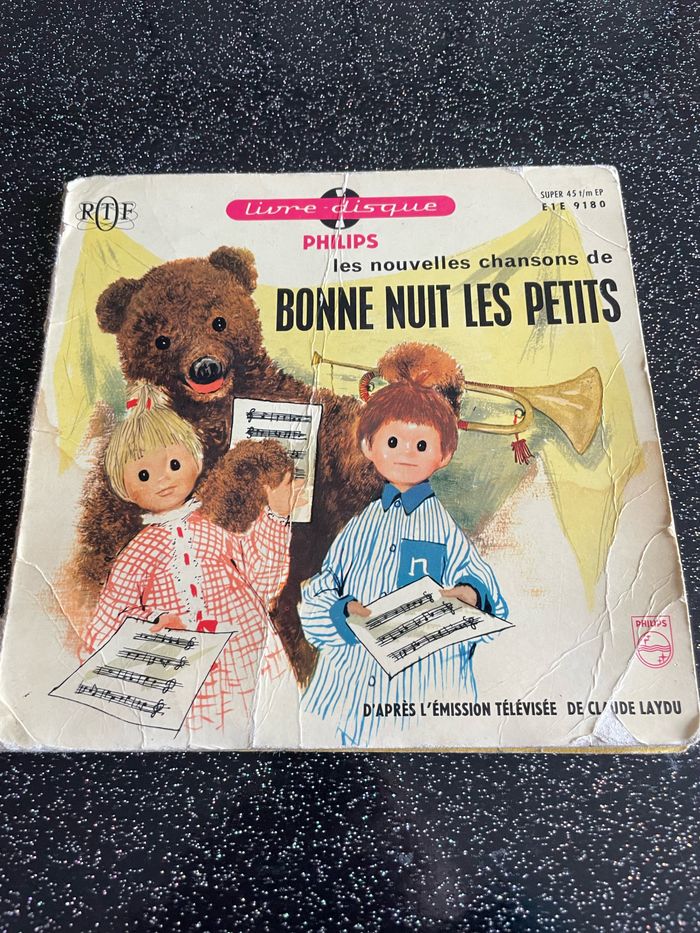 RTF
livre-disque
PHILIPS
SUPER 45 t/m EP
E1E 9180
les nouvelles chansons de
BONNE NUIT LES PETITS
n
PHILIPS
D'APRÈS L'ÉMISSION TÉLÉVISÉE DE CLAUDE LAYDU